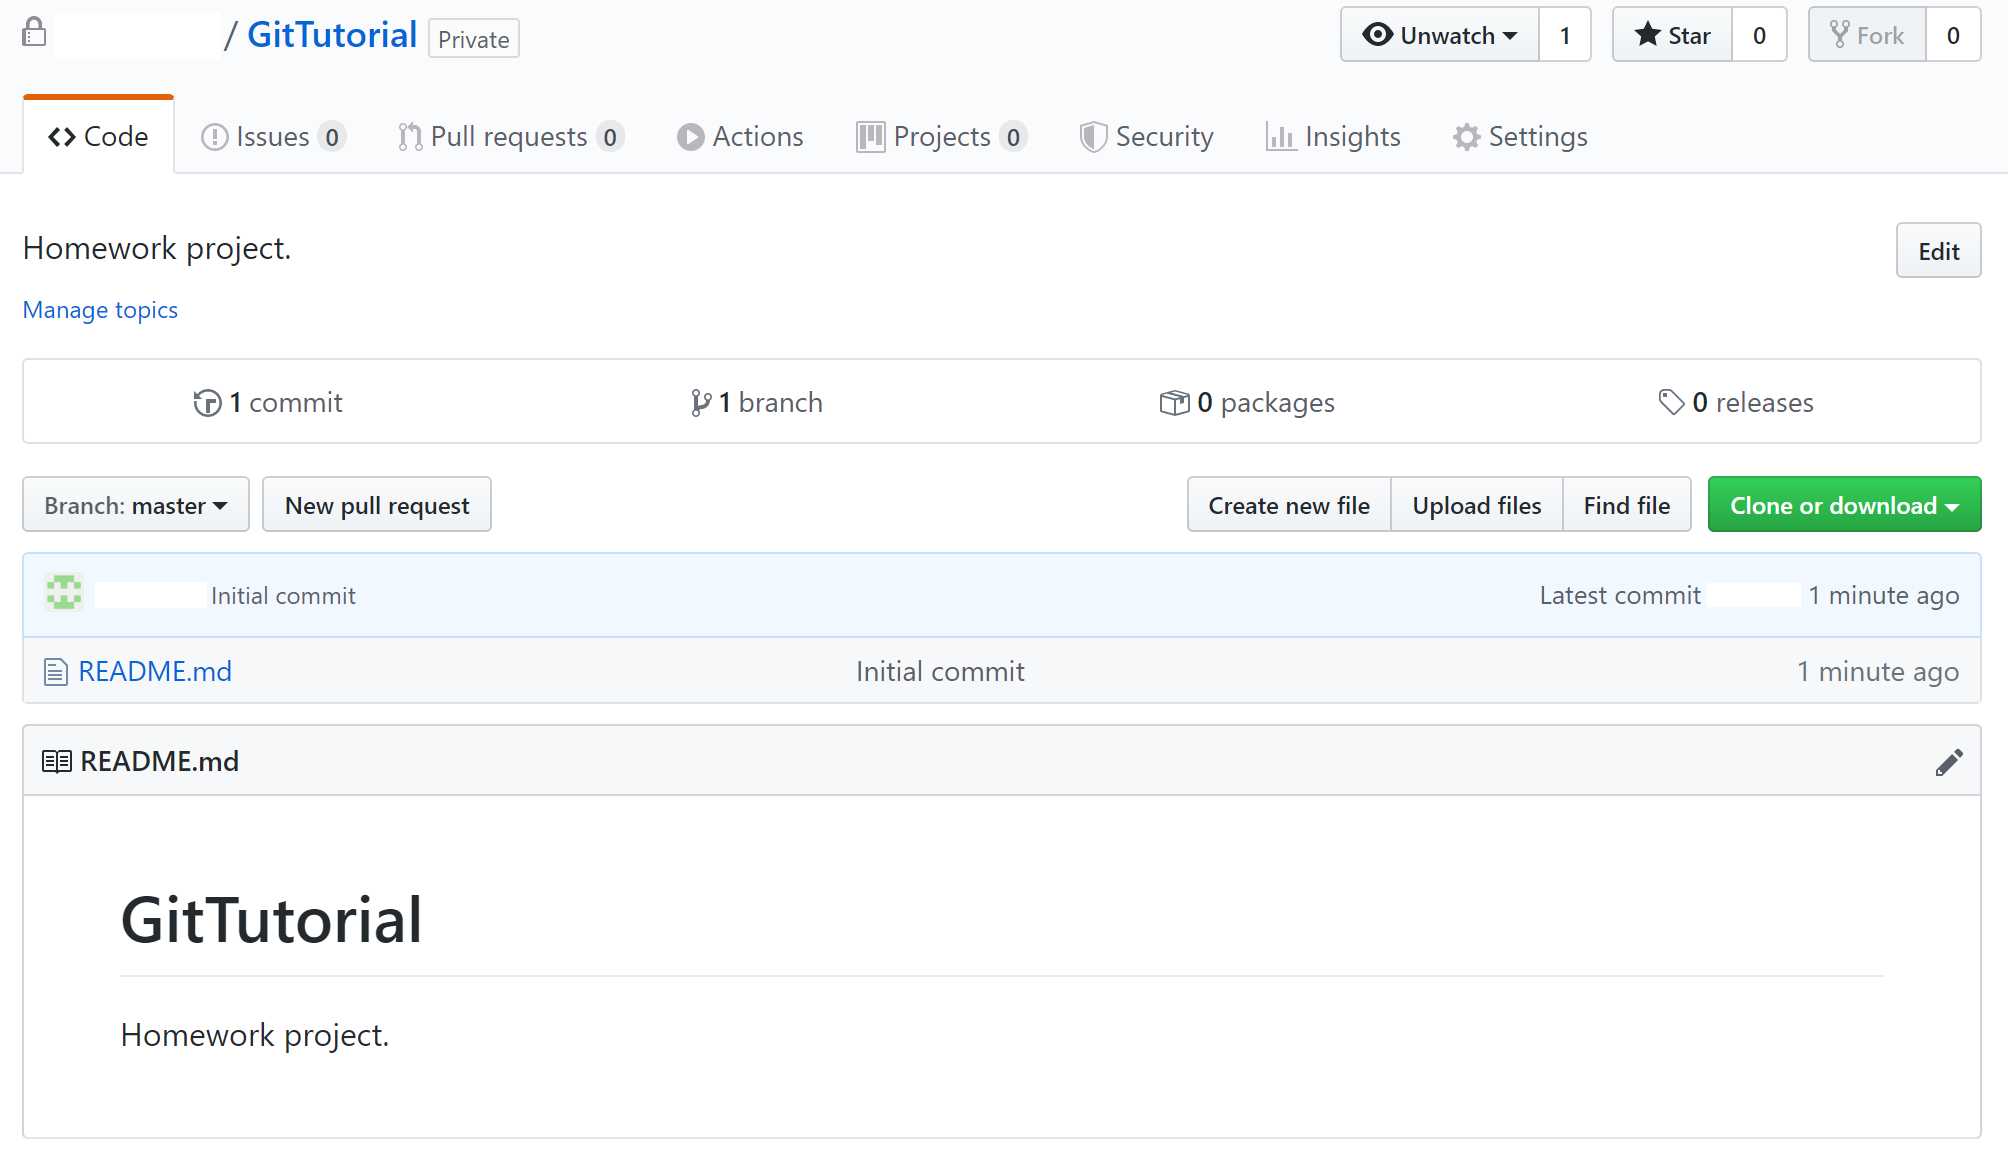 / GitTutorial Private Unwatch 1 Star 0 Fork 0
Code Issues 0 Pull requests 0 Actions Projects 0 Security Insights Settings
Homework project. Edit
Manage topics
1 commit 1 branch 0 packages 0 releases
Branch: master New pull request Create new file Upload files Find file Clone or download
Initial commit Latest commit 1 minute ago
README.md Initial commit 1 minute ago
README.md
GitTutorial
Homework project.